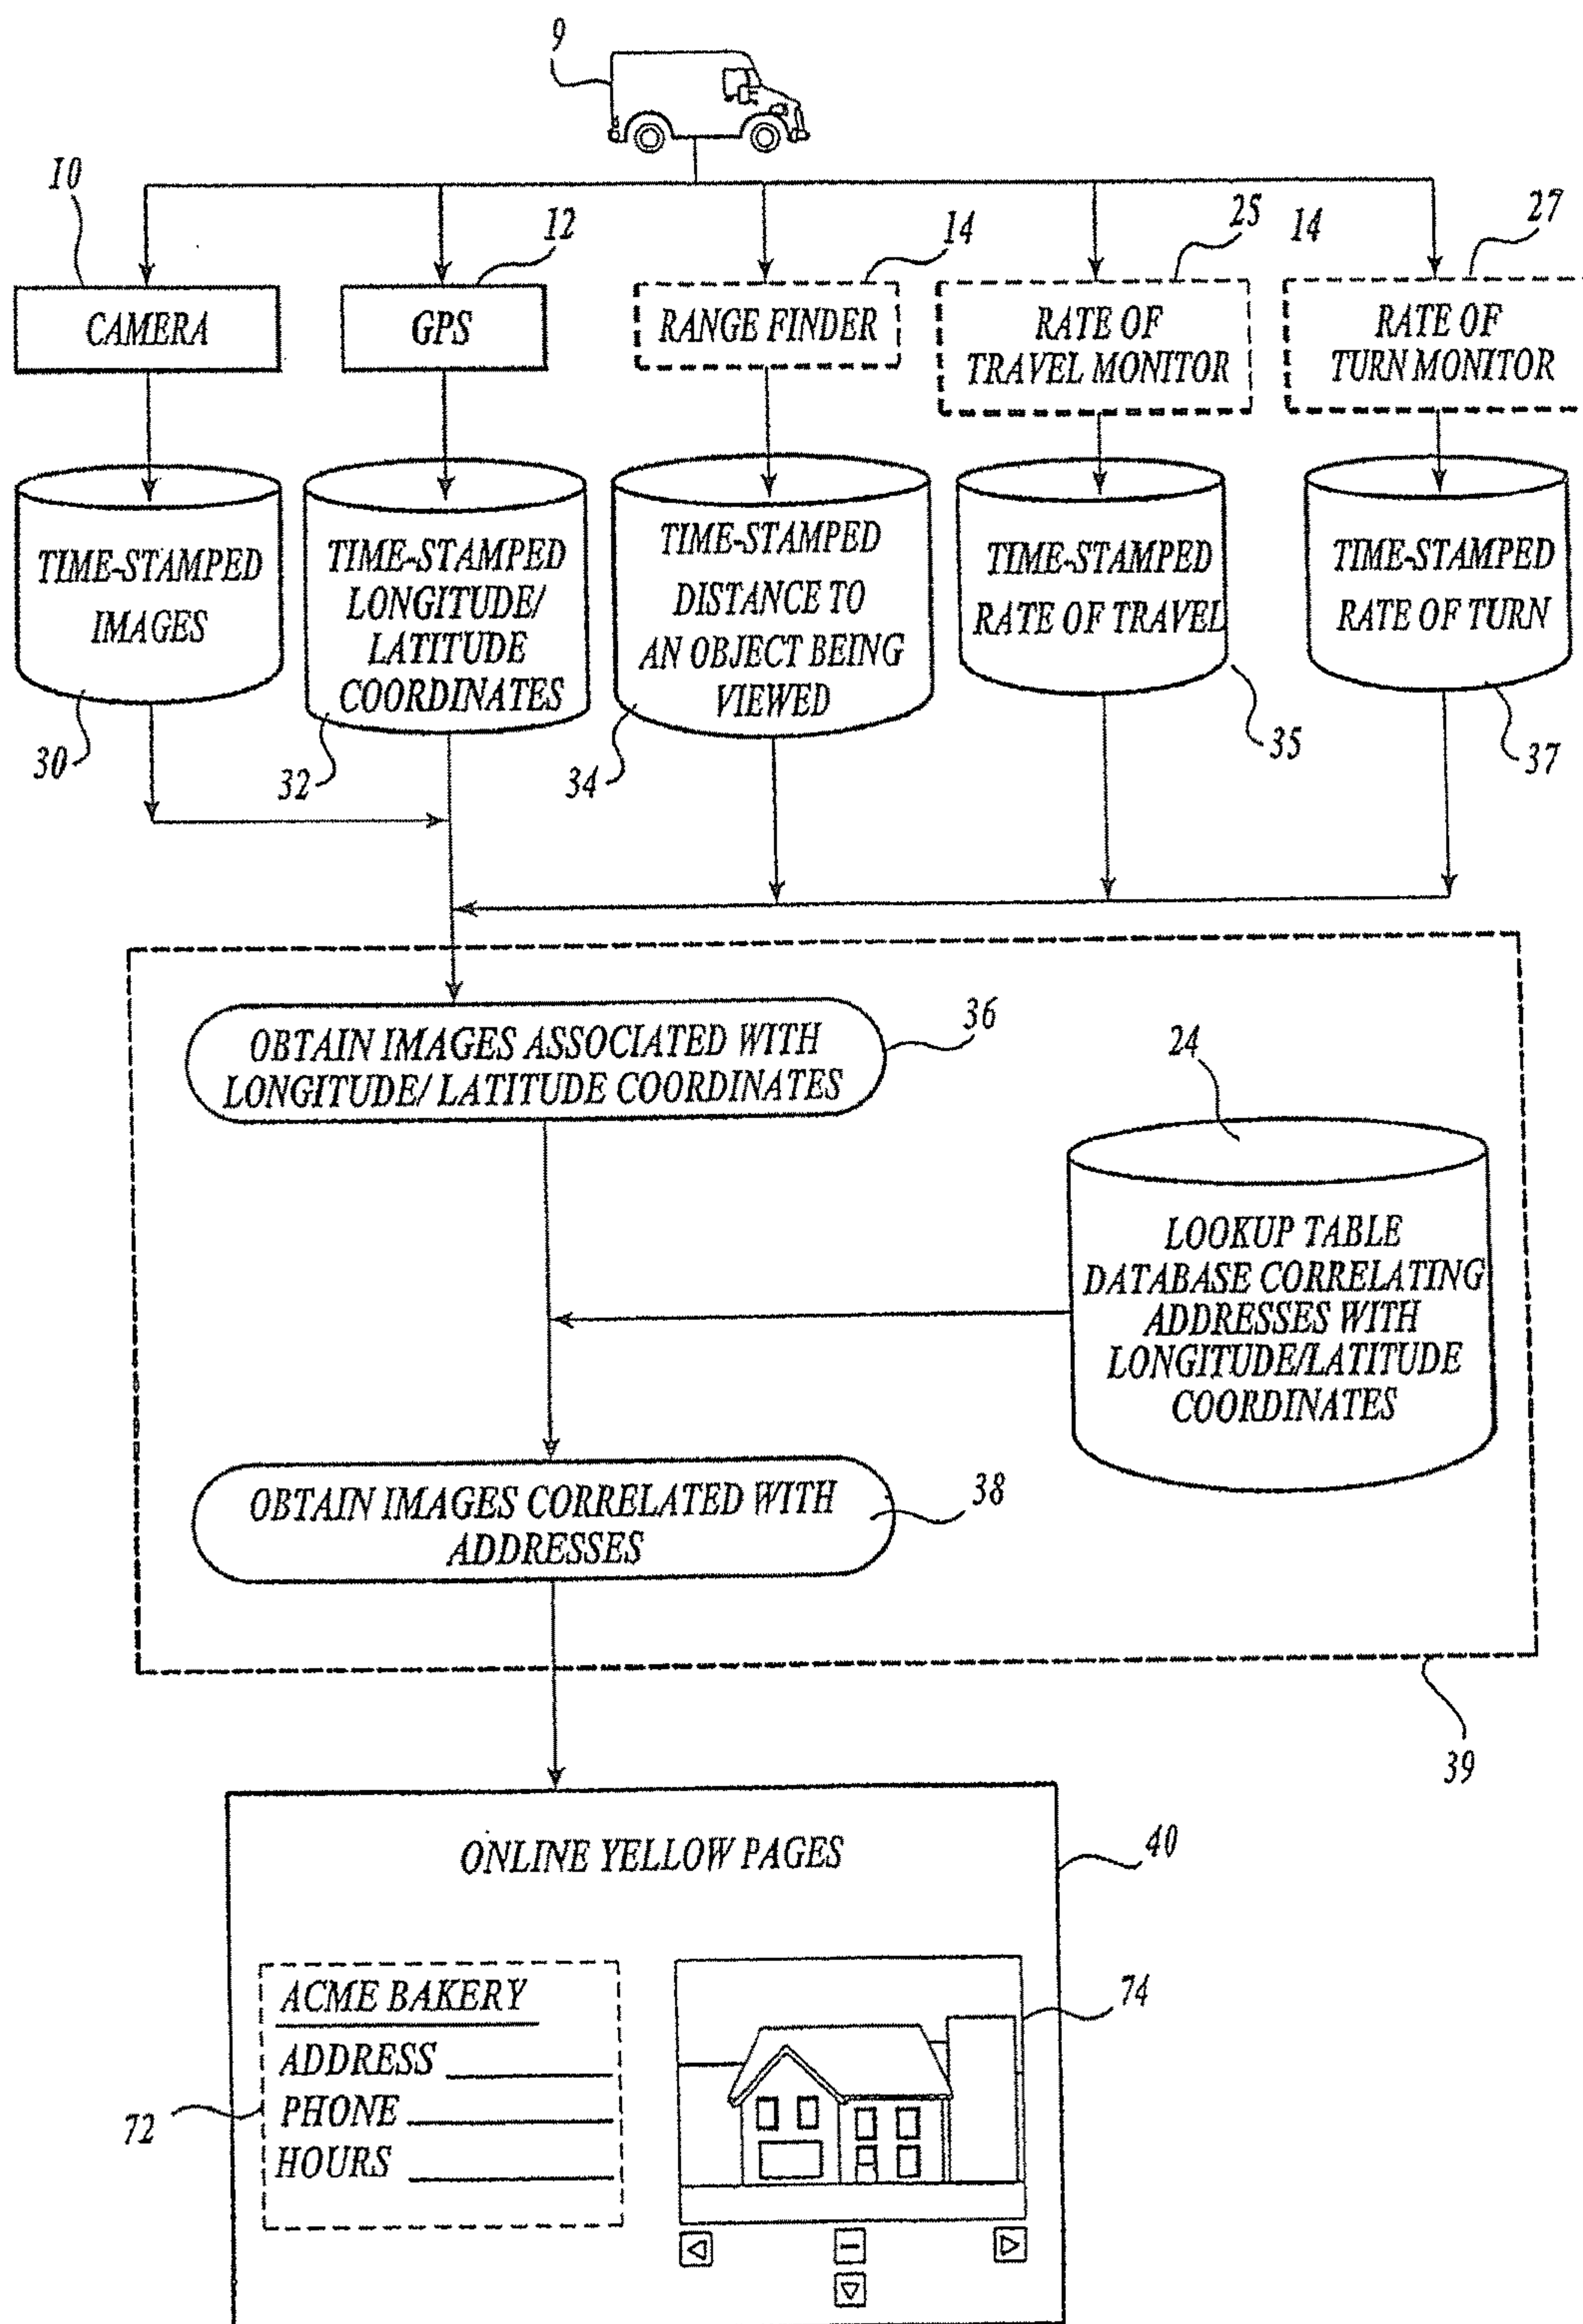 9
10
12
14
25
14
27
CAMERA
GPS
RANGE FINDER
RATE OF
TRAVEL MONITOR
RATE OF
TURN MONITOR
TIME-STAMPED
IMAGES
TIME-STAMPED
LONGITUDE/
LATITUDE
COORDINATES
TIME-STAMPED
DISTANCE TO
AN OBJECT BEING
VIEWED
TIME-STAMPED
RATE OF TRAVEL
TIME-STAMPED
RATE OF TURN
30
32
34
35
37
OBTAIN IMAGES ASSOCIATED WITH
LONGITUDE/ LATITUDE COORDINATES
36
24
LOOKUP TABLE
DATABASE CORRELATING
ADDRESSES WITH
LONGITUDE/LATITUDE
COORDINATES
OBTAIN IMAGES CORRELATED WITH
ADDRESSES
38
39
ONLINE YELLOW PAGES
40
ACME BAKERY
ADDRESS
PHONE
HOURS
72
74